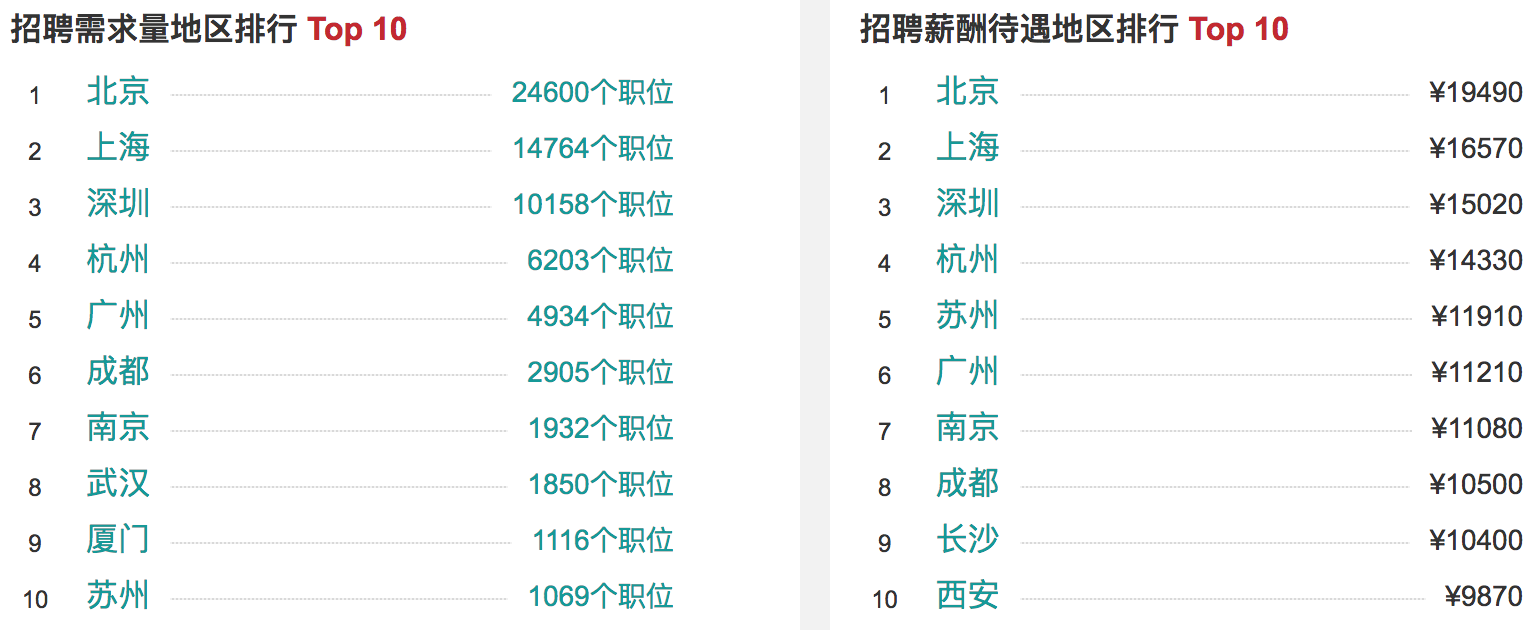 招聘需求量地区排行 Top 10
1 北京 24600个职位
2 上海 14764个职位
3 深圳 10158个职位
4 杭州 6203个职位
5 广州 4934个职位
6 成都 2905个职位
7 南京 1932个职位
8 武汉 1850个职位
9 厦门 1116个职位
10 苏州 1069个职位
招聘薪酬待遇地区排行 Top 10
1 北京 ¥19490
2 上海 ¥16570
3 深圳 ¥15020
4 杭州 ¥14330
5 苏州 ¥11910
6 广州 ¥11210
7 南京 ¥11080
8 成都 ¥10500
9 长沙 ¥10400
10 西安 ¥9870